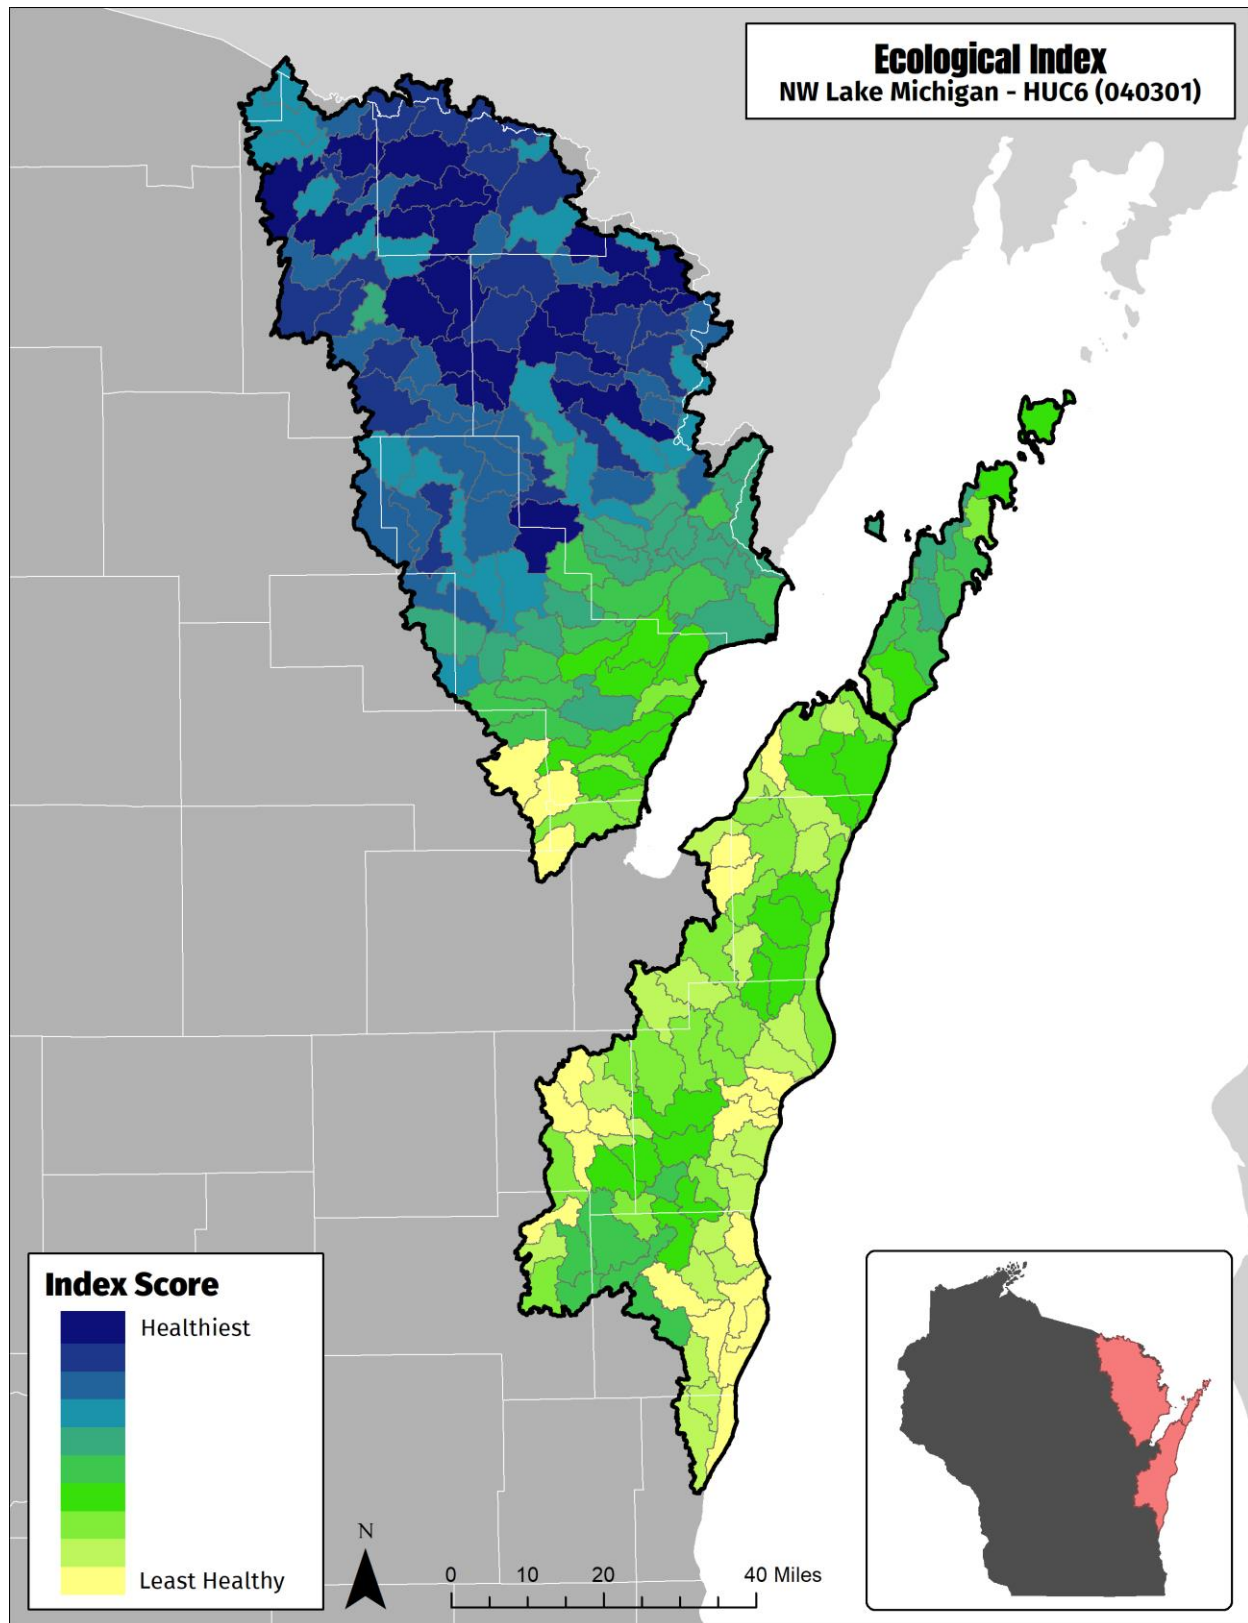 Ecological Index
NW Lake Michigan - HUC6 (040301)
Index Score
Healthiest
Least Healthy
N
0 10 20 40 Miles